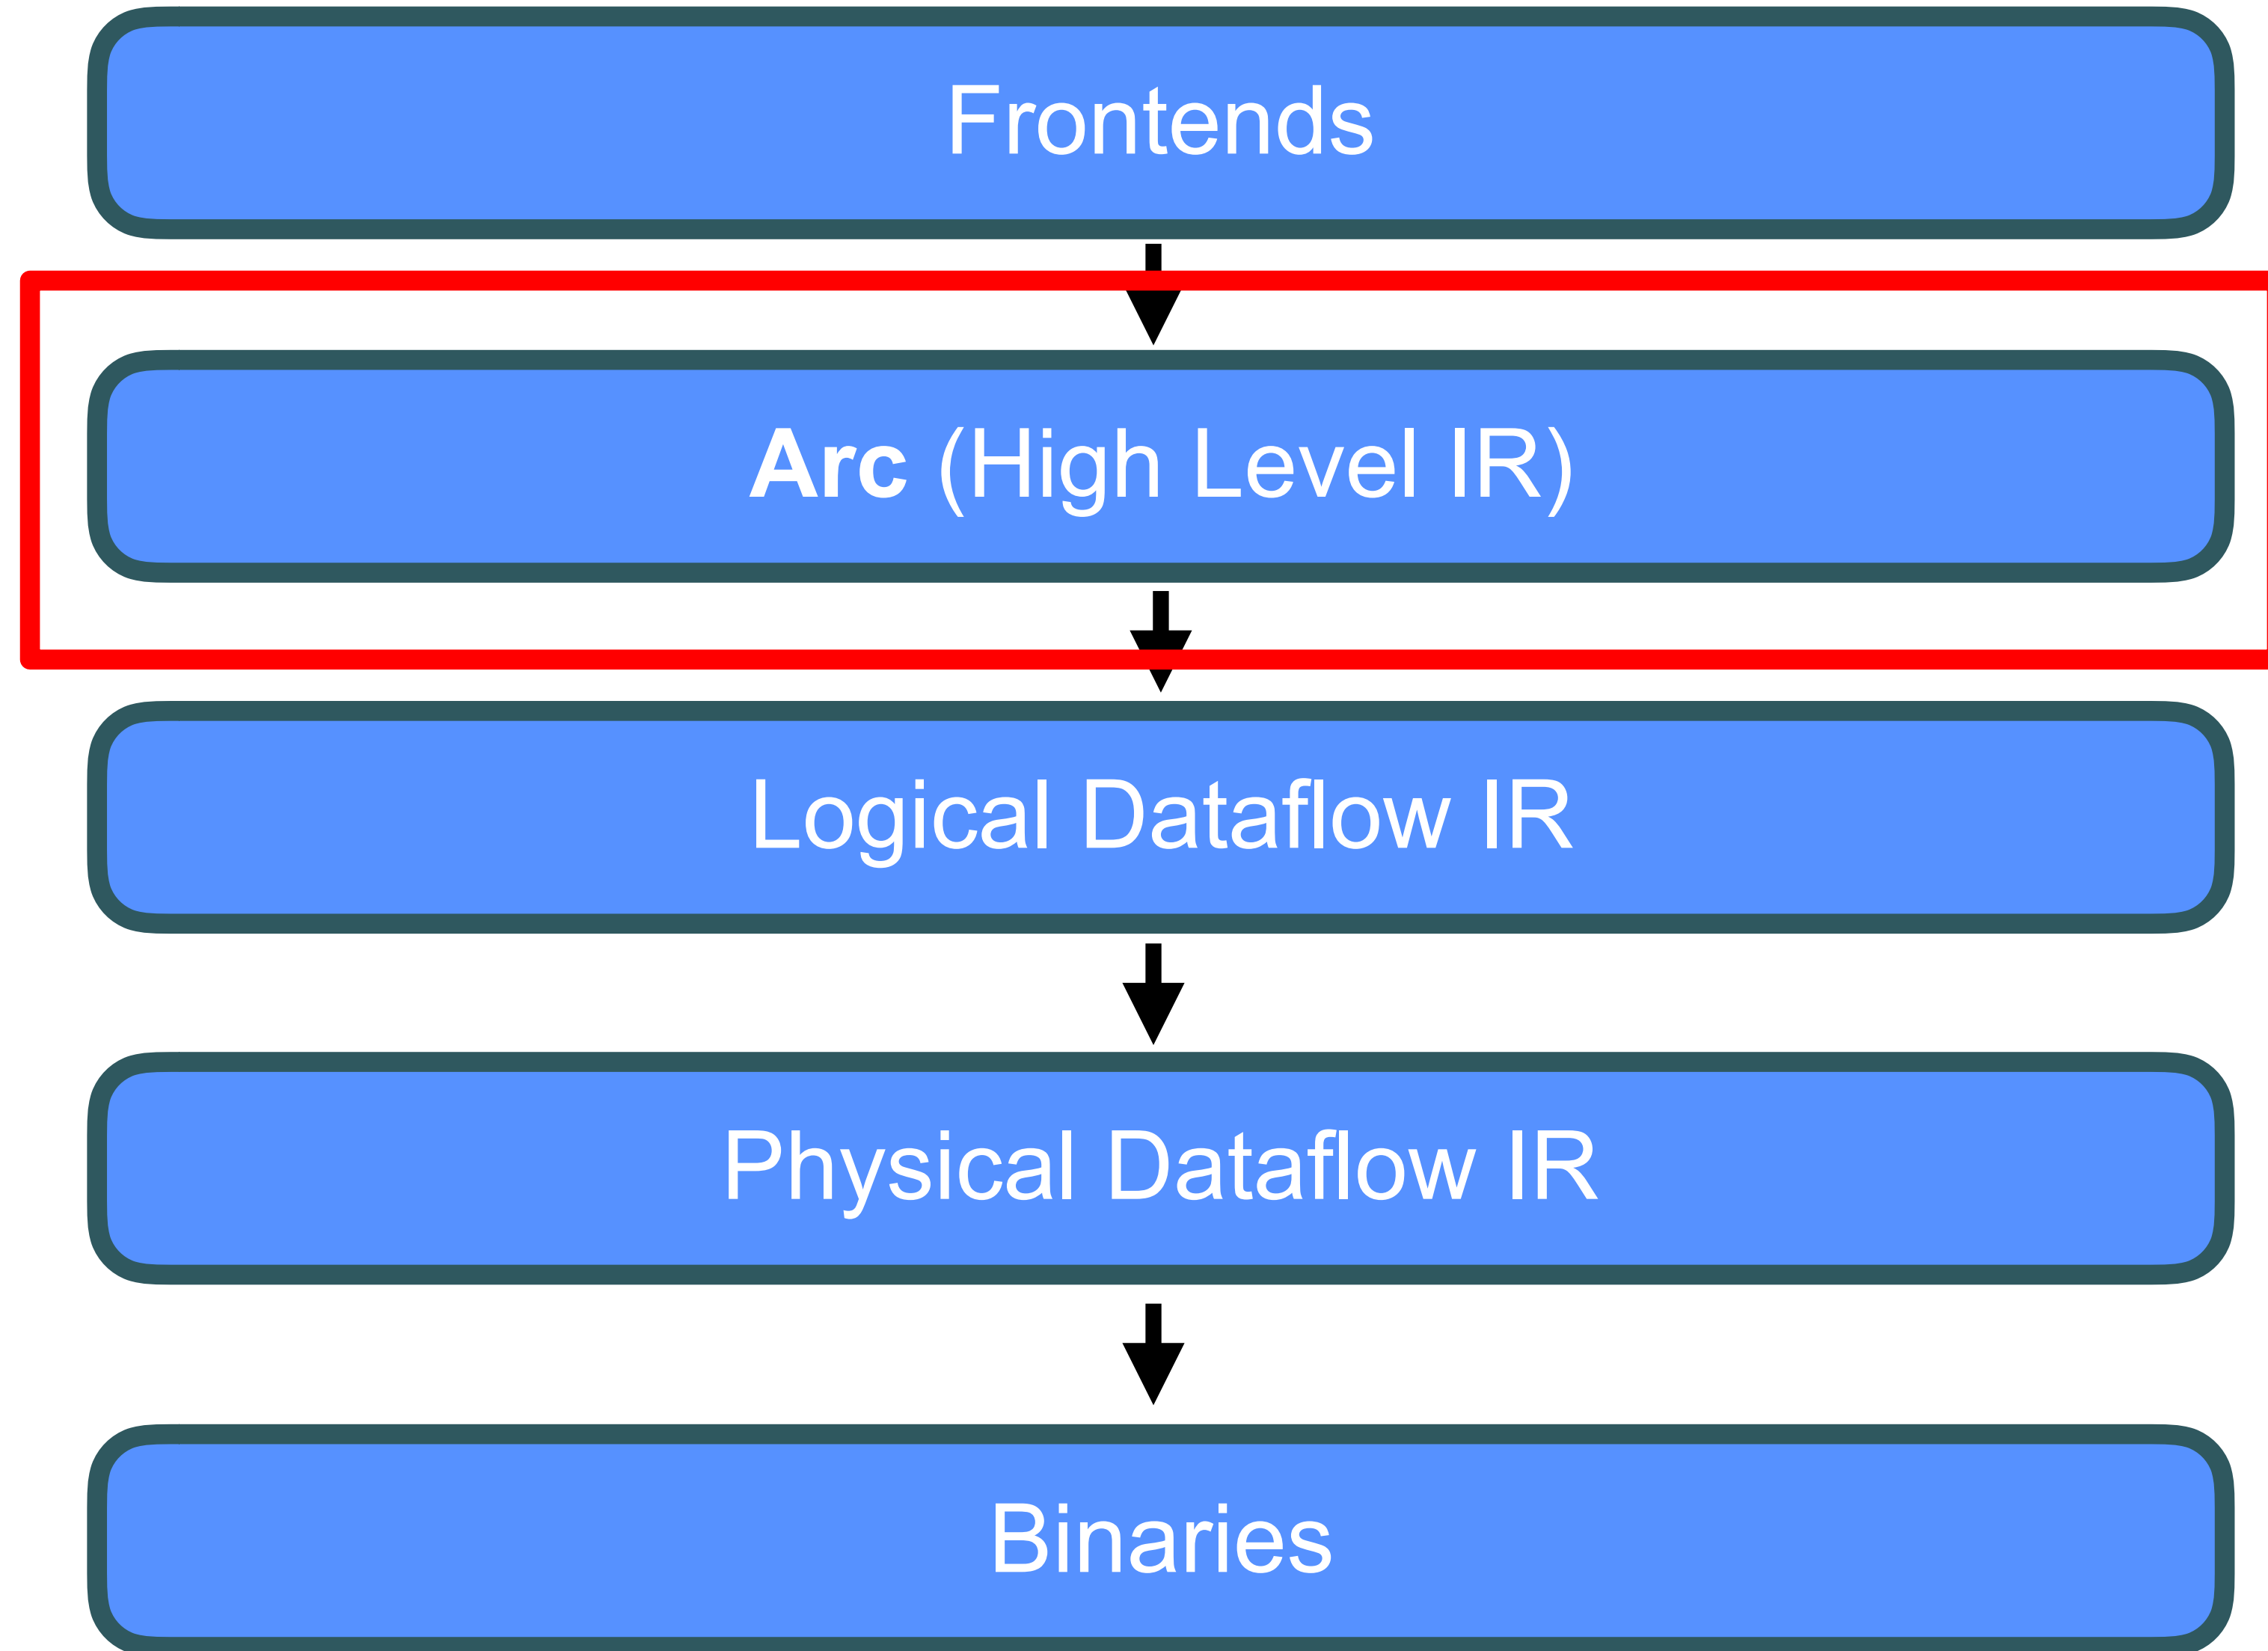 Frontends
Arc (High Level IR)
Logical Dataflow IR
Physical Dataflow IR
Binaries